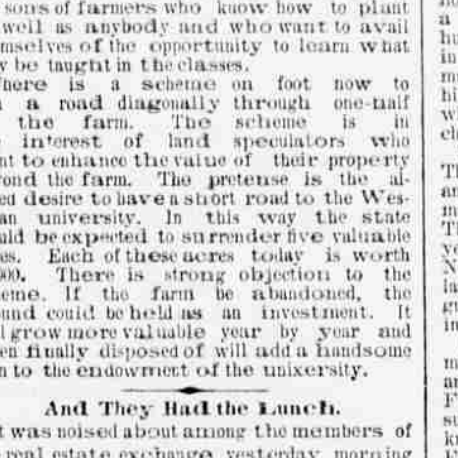 sons of farmers who know how to plant
well as anybody and who want to avail
mselves of the opportunity to learn what
y be taught in the classes.
here is a scheme on foot now to
a road diagonally through one-half
the farm. The scheme is in
interest of land speculators who
nt to enhance the value of their property
ond the farm. The pretense is the al-
ed desire to have a short road to the Wes-
an university. In this way the state
uld be expected to surrender five valuable
es. Each of these acres today is worth
000. There is strong objection to the
eme. If the farm be abandoned, the
und could be held as an investment. It
l grow more valuable year by year and
en finally disposed of will add a handsome
n to the endowment of the unixersity.
And They Had the Lunch.
t was noised about among the members of
real estate exchange yesterday morning